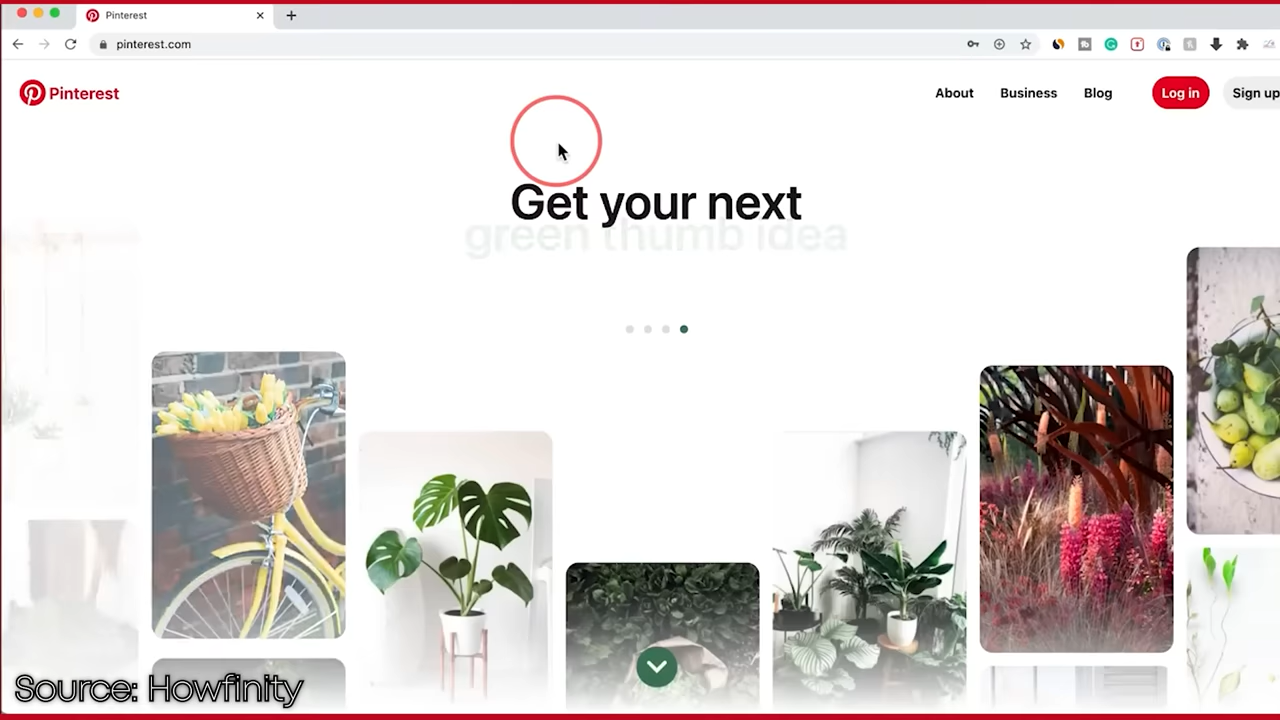 Pinterest
pinterest.com
Pinterest
About Business Blog Log in Sign up
Get your next
green thumb idea
Source: Howfinity